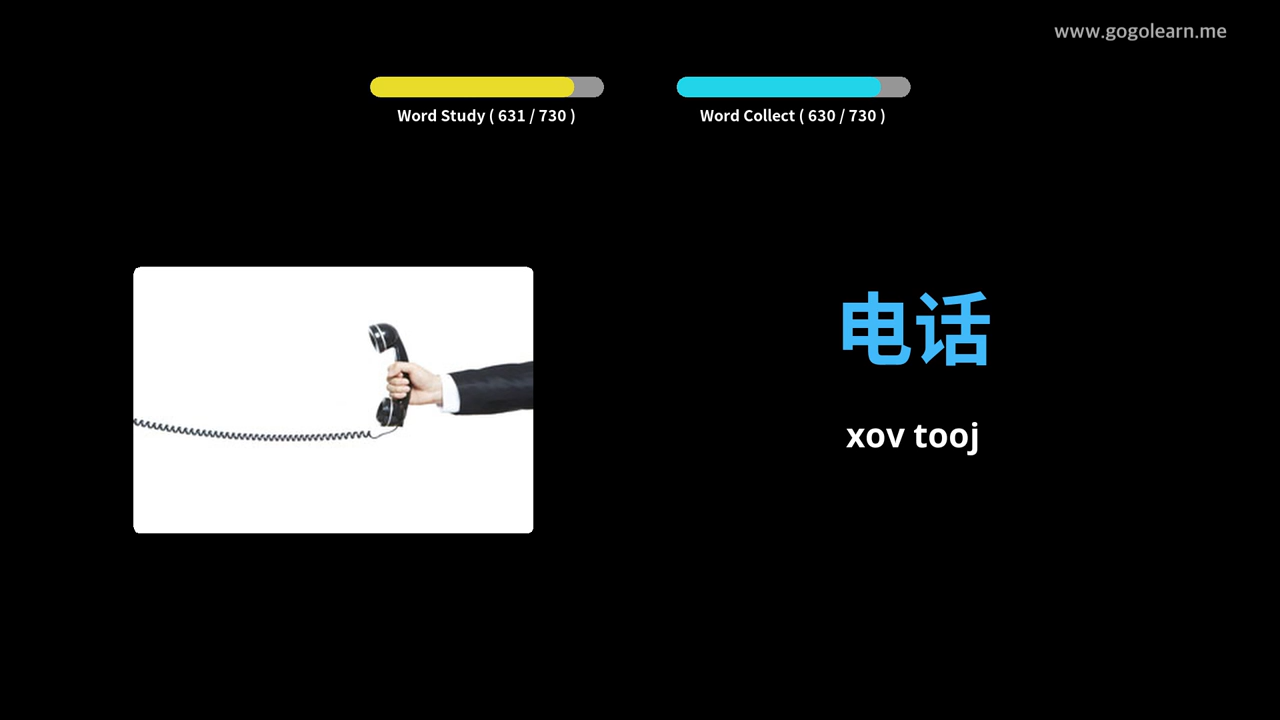 www.gogolearn.me
Word Study ( 631 / 730 )
Word Collect ( 630 / 730 )
电话
xov tooj